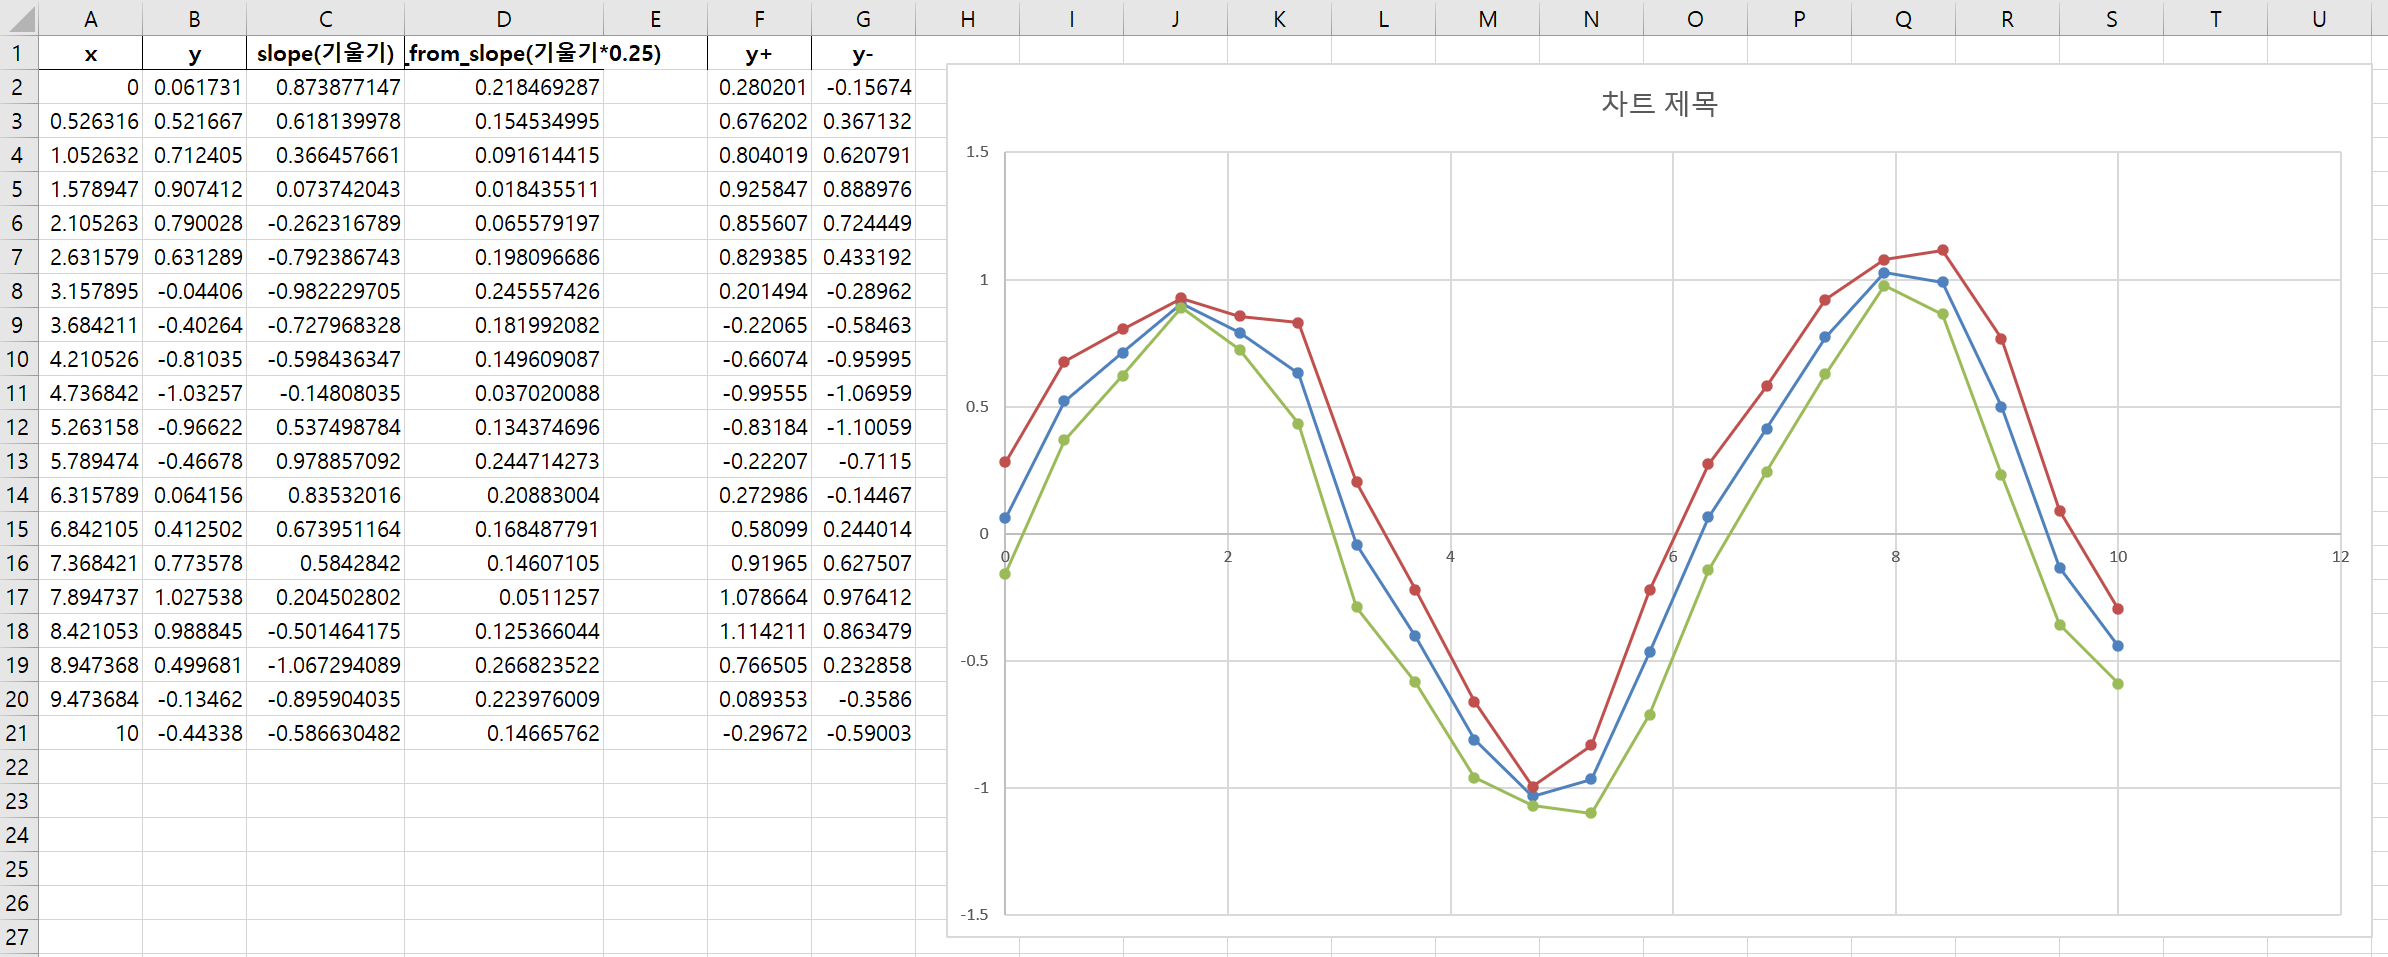 A B C D E F G H I J K L M N O P Q R S T U
1 x y slope(기울기) _from_slope(기울기*0.25) y+ y-
2 0 0.061731 0.873877147 0.218469287 0.280201 -0.15674
3 0.526316 0.521667 0.618139978 0.154534995 0.676202 0.367132
4 1.052632 0.712405 0.366457661 0.091614415 0.804019 0.620791
5 1.578947 0.907412 0.073742043 0.018435511 0.925847 0.888976
6 2.105263 0.790028 -0.262316789 0.065579197 0.855607 0.724449
7 2.631579 0.631289 -0.792386743 0.198096686 0.829385 0.433192
8 3.157895 -0.04406 -0.982229705 0.245557426 0.201494 -0.28962
9 3.684211 -0.40264 -0.727968328 0.181992082 -0.22065 -0.58463
10 4.210526 -0.81035 -0.598436347 0.149609087 -0.66074 -0.95995
11 4.736842 -1.03257 -0.14808035 0.037020088 -0.99555 -1.06959
12 5.263158 -0.96622 0.537498784 0.134374696 -0.83184 -1.10059
13 5.789474 -0.46678 0.978857092 0.244714273 -0.22207 -0.7115
14 6.315789 0.064156 0.83532016 0.20883004 0.272986 -0.14467
15 6.842105 0.412502 0.673951164 0.168487791 0.58099 0.244014
16 7.368421 0.773578 0.5842842 0.14607105 0.91965 0.627507
17 7.894737 1.027538 0.204502802 0.0511257 1.078664 0.976412
18 8.421053 0.988845 -0.501464175 0.125366044 1.114211 0.863479
19 8.947368 0.499681 -1.067294089 0.266823522 0.766505 0.232858
20 9.473684 -0.13462 -0.895904035 0.223976009 0.089353 -0.3586
21 10 -0.44338 -0.586630482 0.14665762 -0.29672 -0.59003
22
23
24
25
26
27
차트 제목
1.5
1
0.5
0
-0.5
-1
-1.5
0 2 4 6 8 10 12